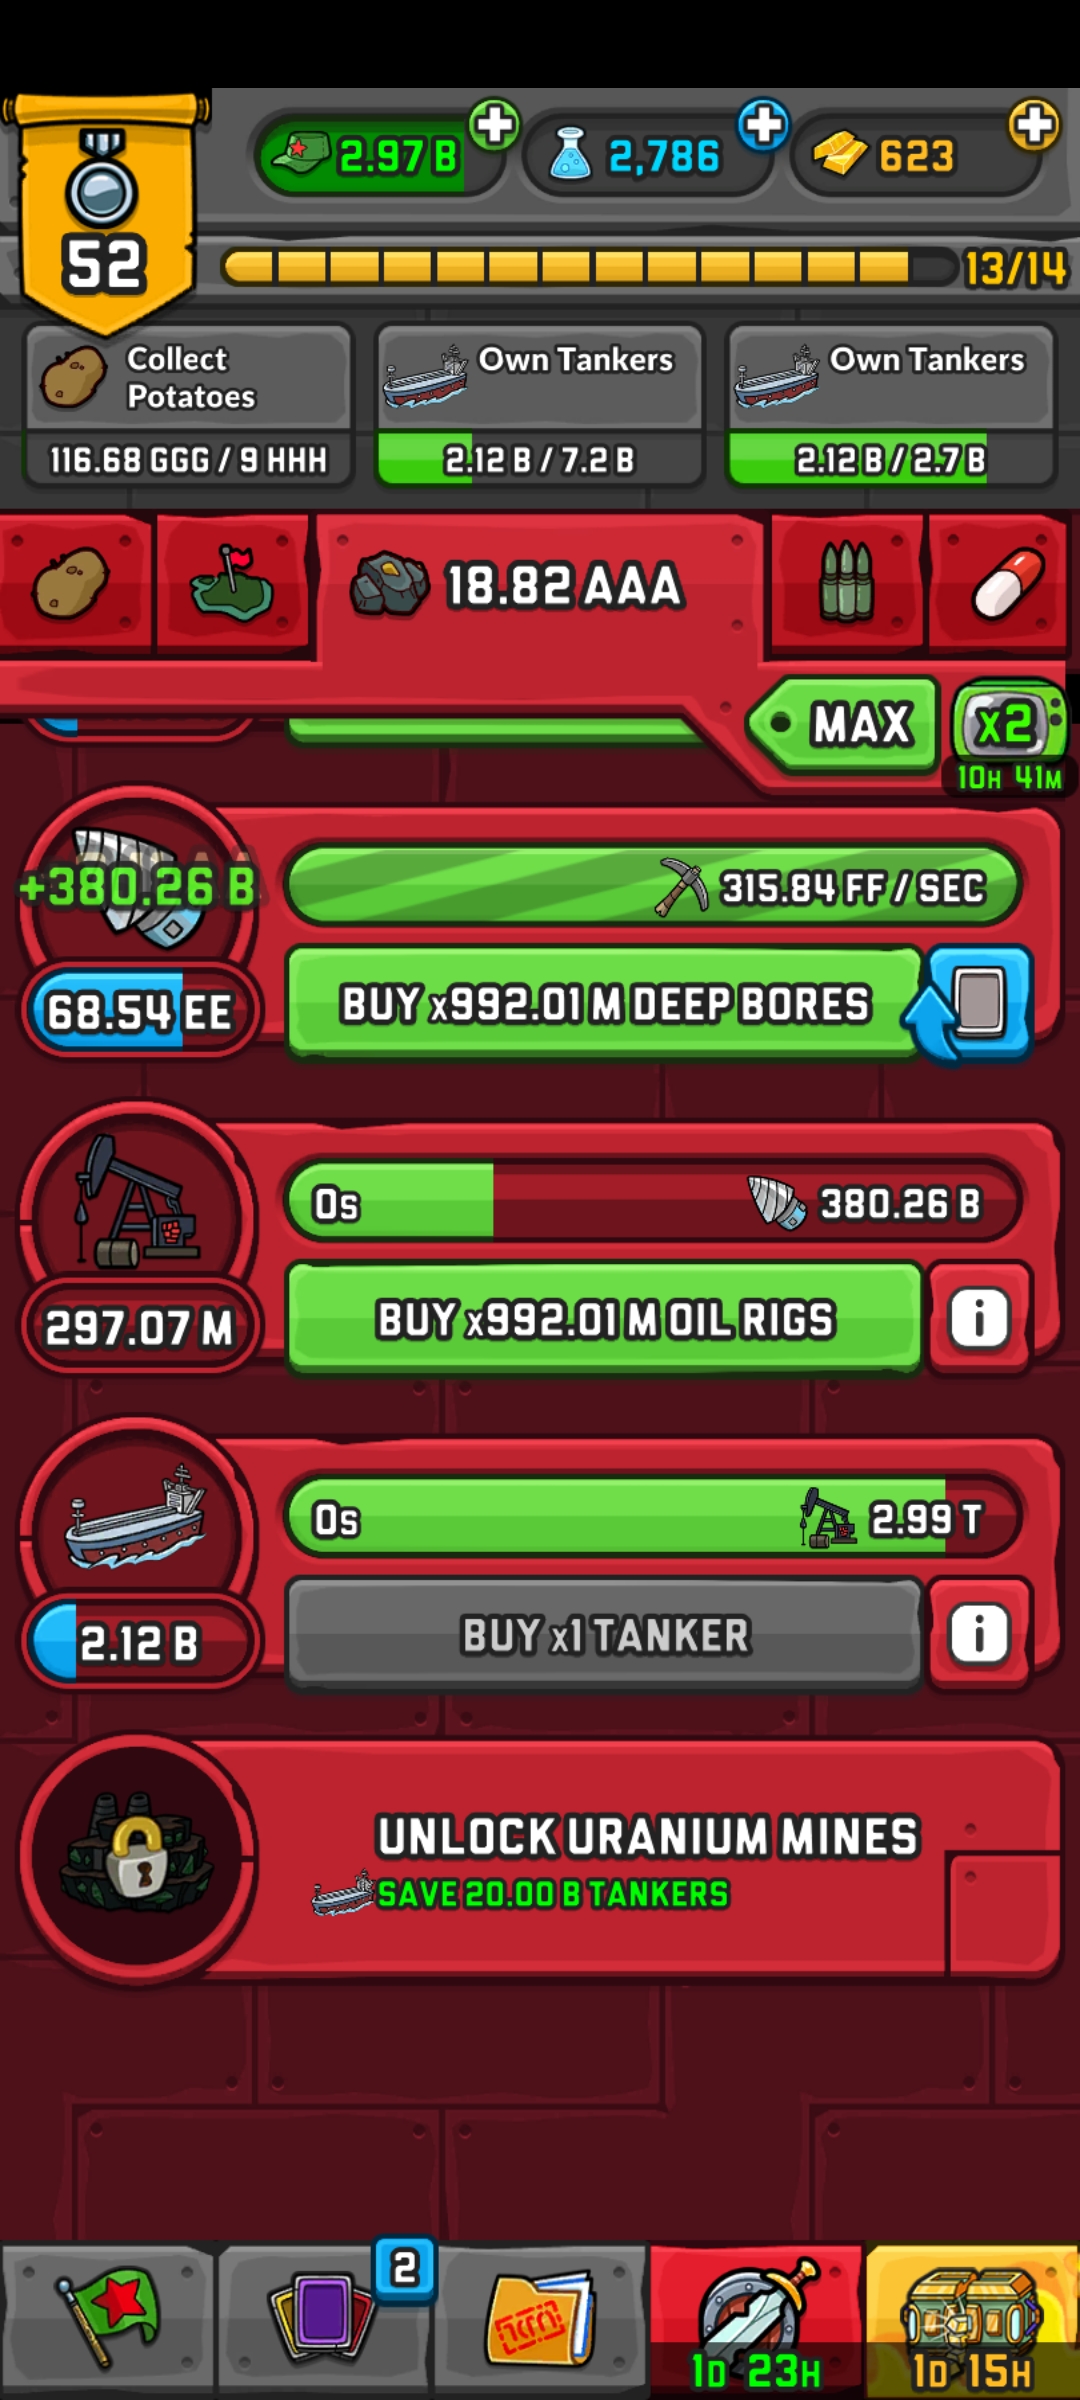 2.97 B
2,786
623
52
13/14
Collect
Potatoes
116.68 GGG / 9 HHH
Own Tankers
2.12 B / 7.2 B
Own Tankers
2.12 B / 2.7 B
18.82 AAA
MAX
x2
10H 41M
+380.26 B
315.84 FF / SEC
68.54 EE
BUY x992.01 M DEEP BORES
0s
380.26 B
297.07 M
BUY x992.01 M OIL RIGS
i
0s
2.99 T
2.12 B
BUY x1 TANKER
i
UNLOCK URANIUM MINES
SAVE 20.00 B TANKERS
2
1D 23H
1D 15H